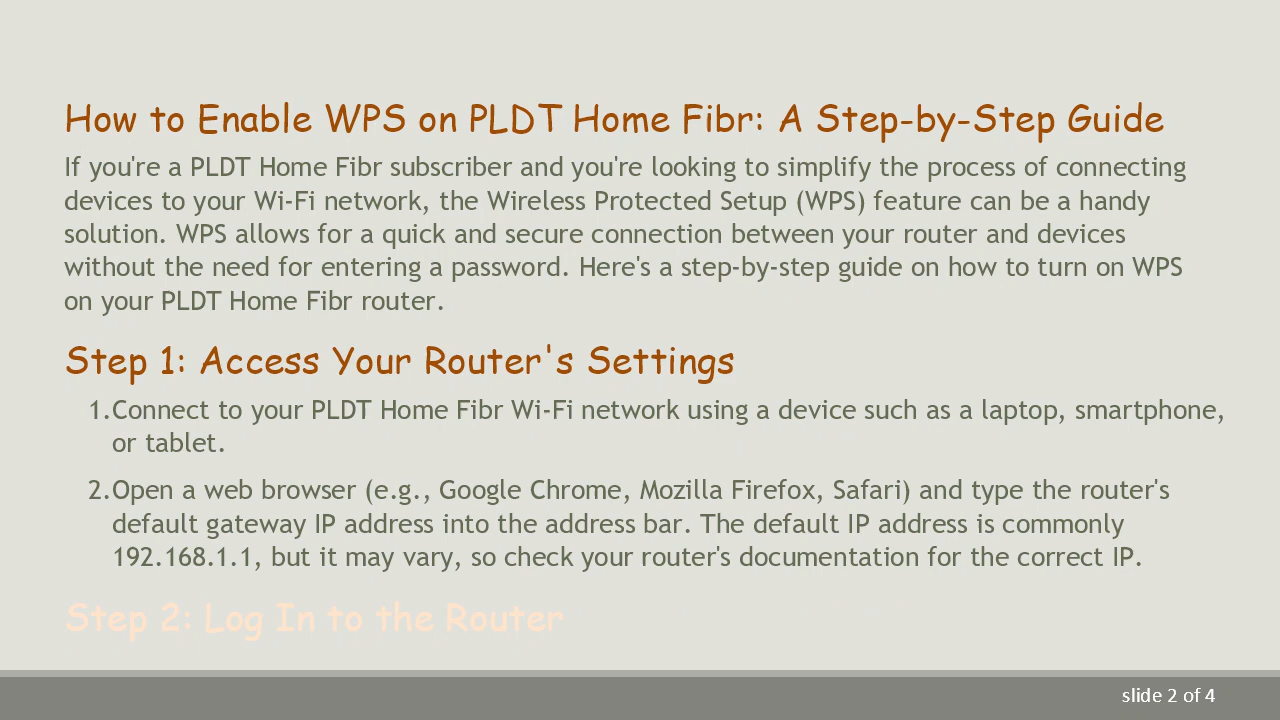 How to Enable WPS on PLDT Home Fibr: A Step-by-Step Guide
If you're a PLDT Home Fibr subscriber and you're looking to simplify the process of connecting
devices to your Wi-Fi network, the Wireless Protected Setup (WPS) feature can be a handy
solution. WPS allows for a quick and secure connection between your router and devices
without the need for entering a password. Here's a step-by-step guide on how to turn on WPS
on your PLDT Home Fibr router.
Step 1: Access Your Router's Settings
1.Connect to your PLDT Home Fibr Wi-Fi network using a device such as a laptop, smartphone,
or tablet.
2.Open a web browser (e.g., Google Chrome, Mozilla Firefox, Safari) and type the router's
default gateway IP address into the address bar. The default IP address is commonly
192.168.1.1, but it may vary, so check your router's documentation for the correct IP.
Step 2: Log In to the Router
slide 2 of 4